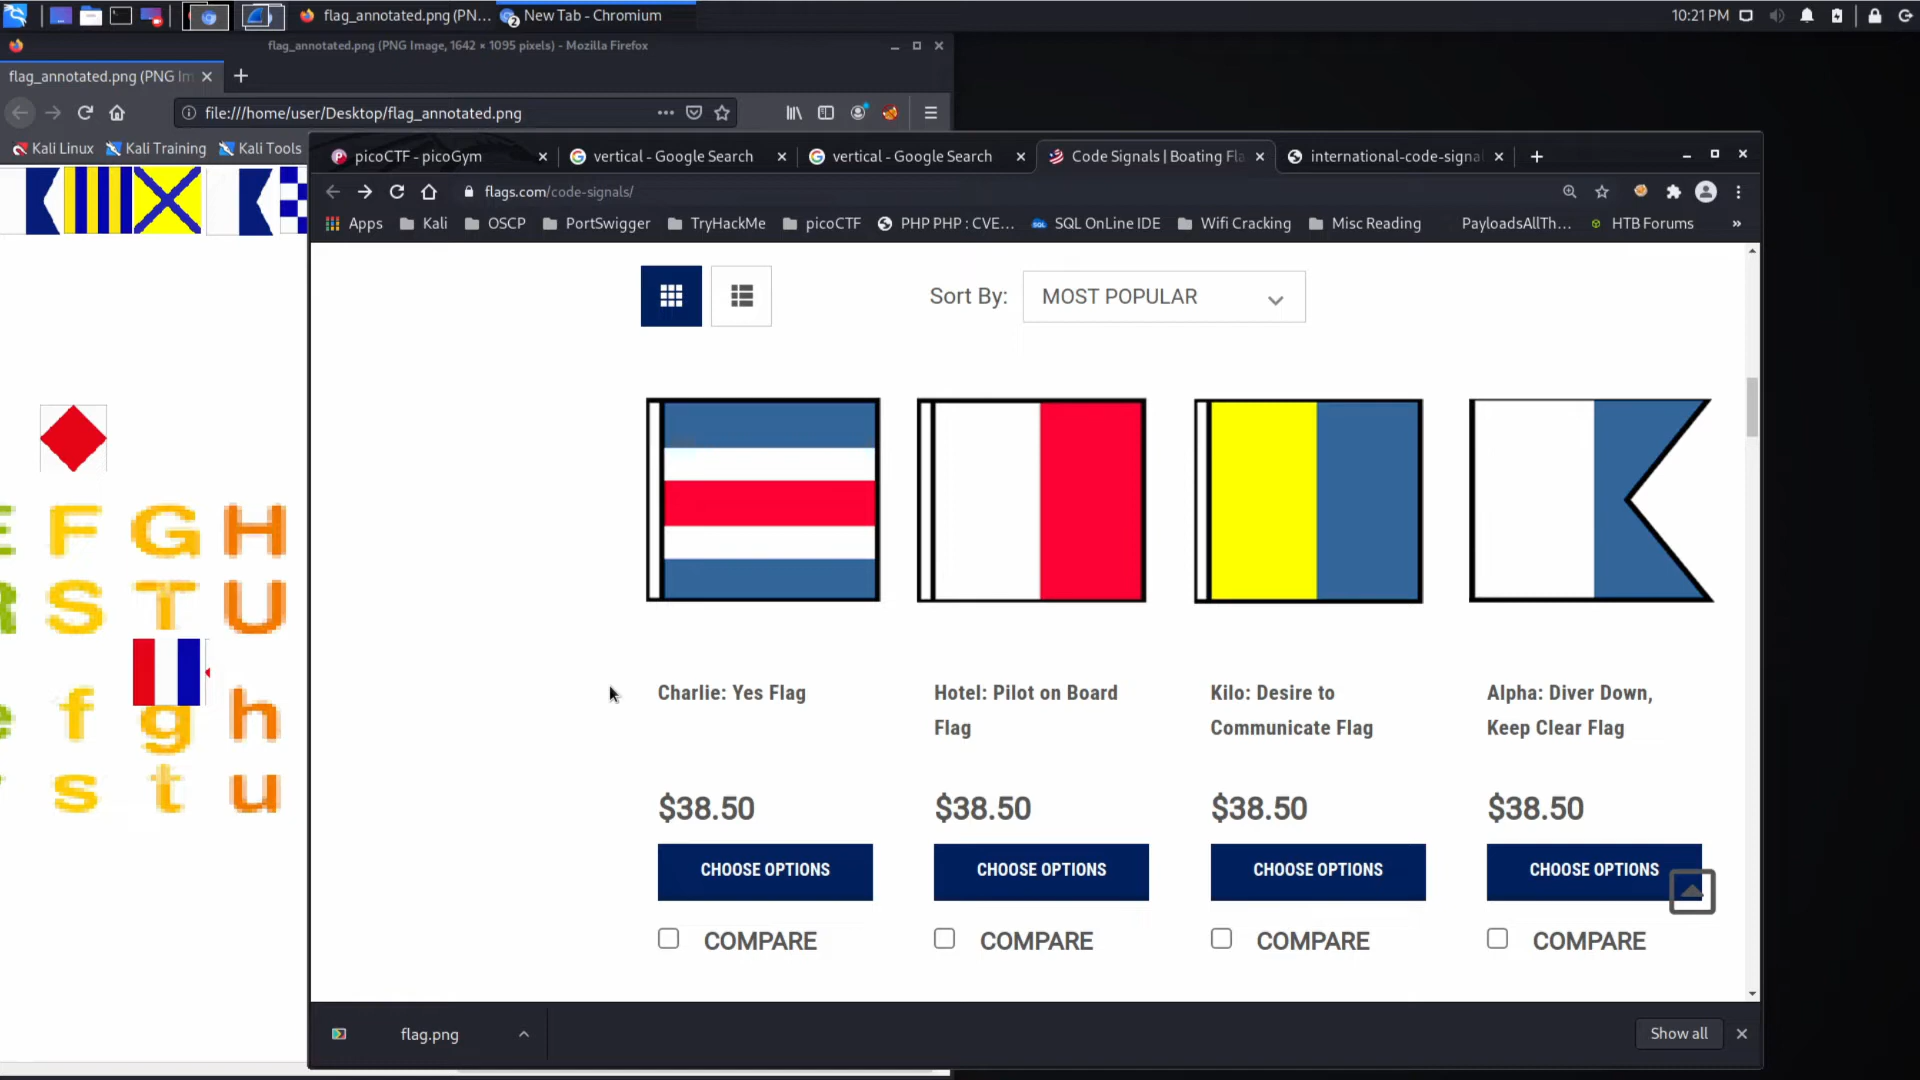 flag_annotated.png (PN...
New Tab - Chromium
10:21 PM
flag_annotated.png (PNG Image, 1642 × 1095 pixels) - Mozilla Firefox
flag_annotated.png (PNG Im
file:///home/user/Desktop/flag_annotated.png
Kali Linux
Kali Training
Kali Tools
picoCTF - picoGym
vertical - Google Search
vertical - Google Search
Code Signals | Boating Fla
international-code-signa
flags.com/code-signals/
Apps
Kali
OSCP
PortSwigger
TryHackMe
picoCTF
PHP PHP : CVE...
SQL OnLine IDE
Wifi Cracking
Misc Reading
PayloadsAllTh...
HTB Forums
»
Sort By:
MOST POPULAR
F G H
S T U
f g h
s t u
Charlie: Yes Flag
Hotel: Pilot on Board
Flag
Kilo: Desire to
Communicate Flag
Alpha: Diver Down,
Keep Clear Flag
$38.50
$38.50
$38.50
$38.50
CHOOSE OPTIONS
CHOOSE OPTIONS
CHOOSE OPTIONS
CHOOSE OPTIONS
COMPARE
COMPARE
COMPARE
COMPARE
flag.png
Show all